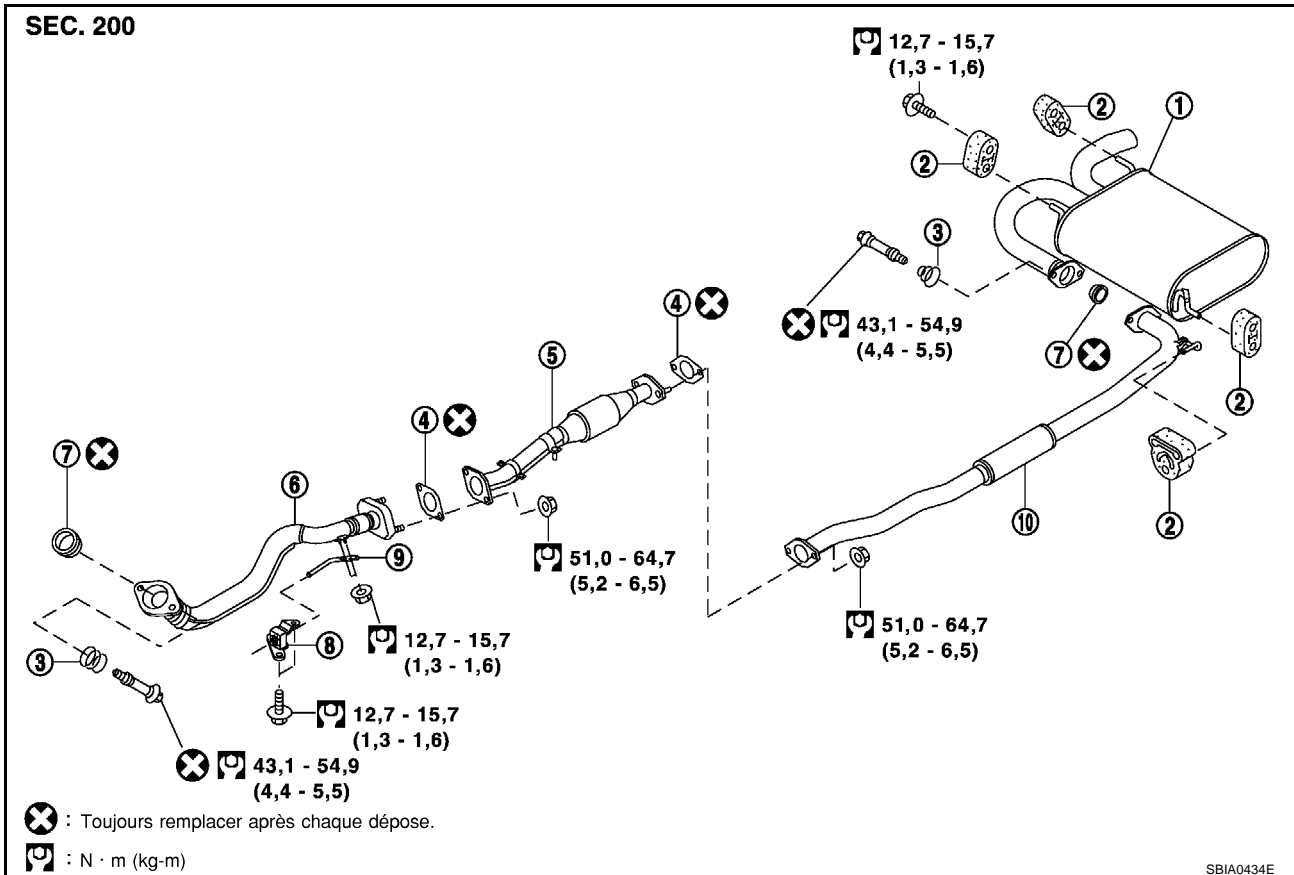 SEC. 200
12,7 - 15,7
(1,3 - 1,6)
2
1
2
3
4
43,1 - 54,9
(4,4 - 5,5)
7
5
2
4
7
6
2
10
9
51,0 - 64,7
(5,2 - 6,5)
51,0 - 64,7
(5,2 - 6,5)
8
12,7 - 15,7
(1,3 - 1,6)
3
12,7 - 15,7
(1,3 - 1,6)
43,1 - 54,9
(4,4 - 5,5)
: Toujours remplacer après chaque dépose.
: N · m (kg-m)
SBIA0434E